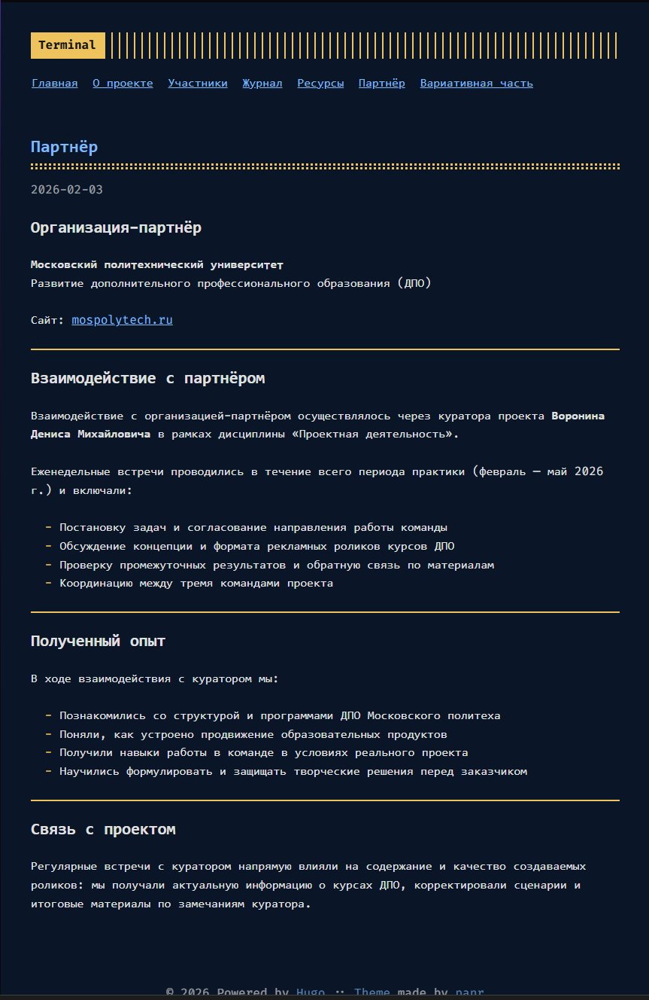 Terminal
Главная О проекте Участники Журнал Ресурсы Партнёр Вариативная часть
Партнёр
2026-02-03
Организация-партнёр
Московский политехнический университет
Развитие дополнительного профессионального образования (ДПО)
Сайт: mospolytech.ru
Взаимодействие с партнёром
Взаимодействие с организацией-партнёром осуществлялось через куратора проекта Воронина
Дениса Михайловича в рамках дисциплины «Проектная деятельность».
Еженедельные встречи проводились в течение всего периода практики (февраль — май 2026
г.) и включали:
- Постановку задач и согласование направления работы команды
- Обсуждение концепции и формата рекламных роликов курсов ДПО
- Проверку промежуточных результатов и обратную связь по материалам
- Координацию между тремя командами проекта
Полученный опыт
В ходе взаимодействия с куратором мы:
- Познакомились со структурой и программами ДПО Московского политеха
- Поняли, как устроено продвижение образовательных продуктов
- Получили навыки работы в команде в условиях реального проекта
- Научились формулировать и защищать творческие решения перед заказчиком
Связь с проектом
Регулярные встречи с куратором напрямую влияли на содержание и качество создаваемых
роликов: мы получали актуальную информацию о курсах ДПО, корректировали сценарии и
итоговые материалы по замечаниям куратора.
© 2026 Powered by Hugo :: Theme made by panr